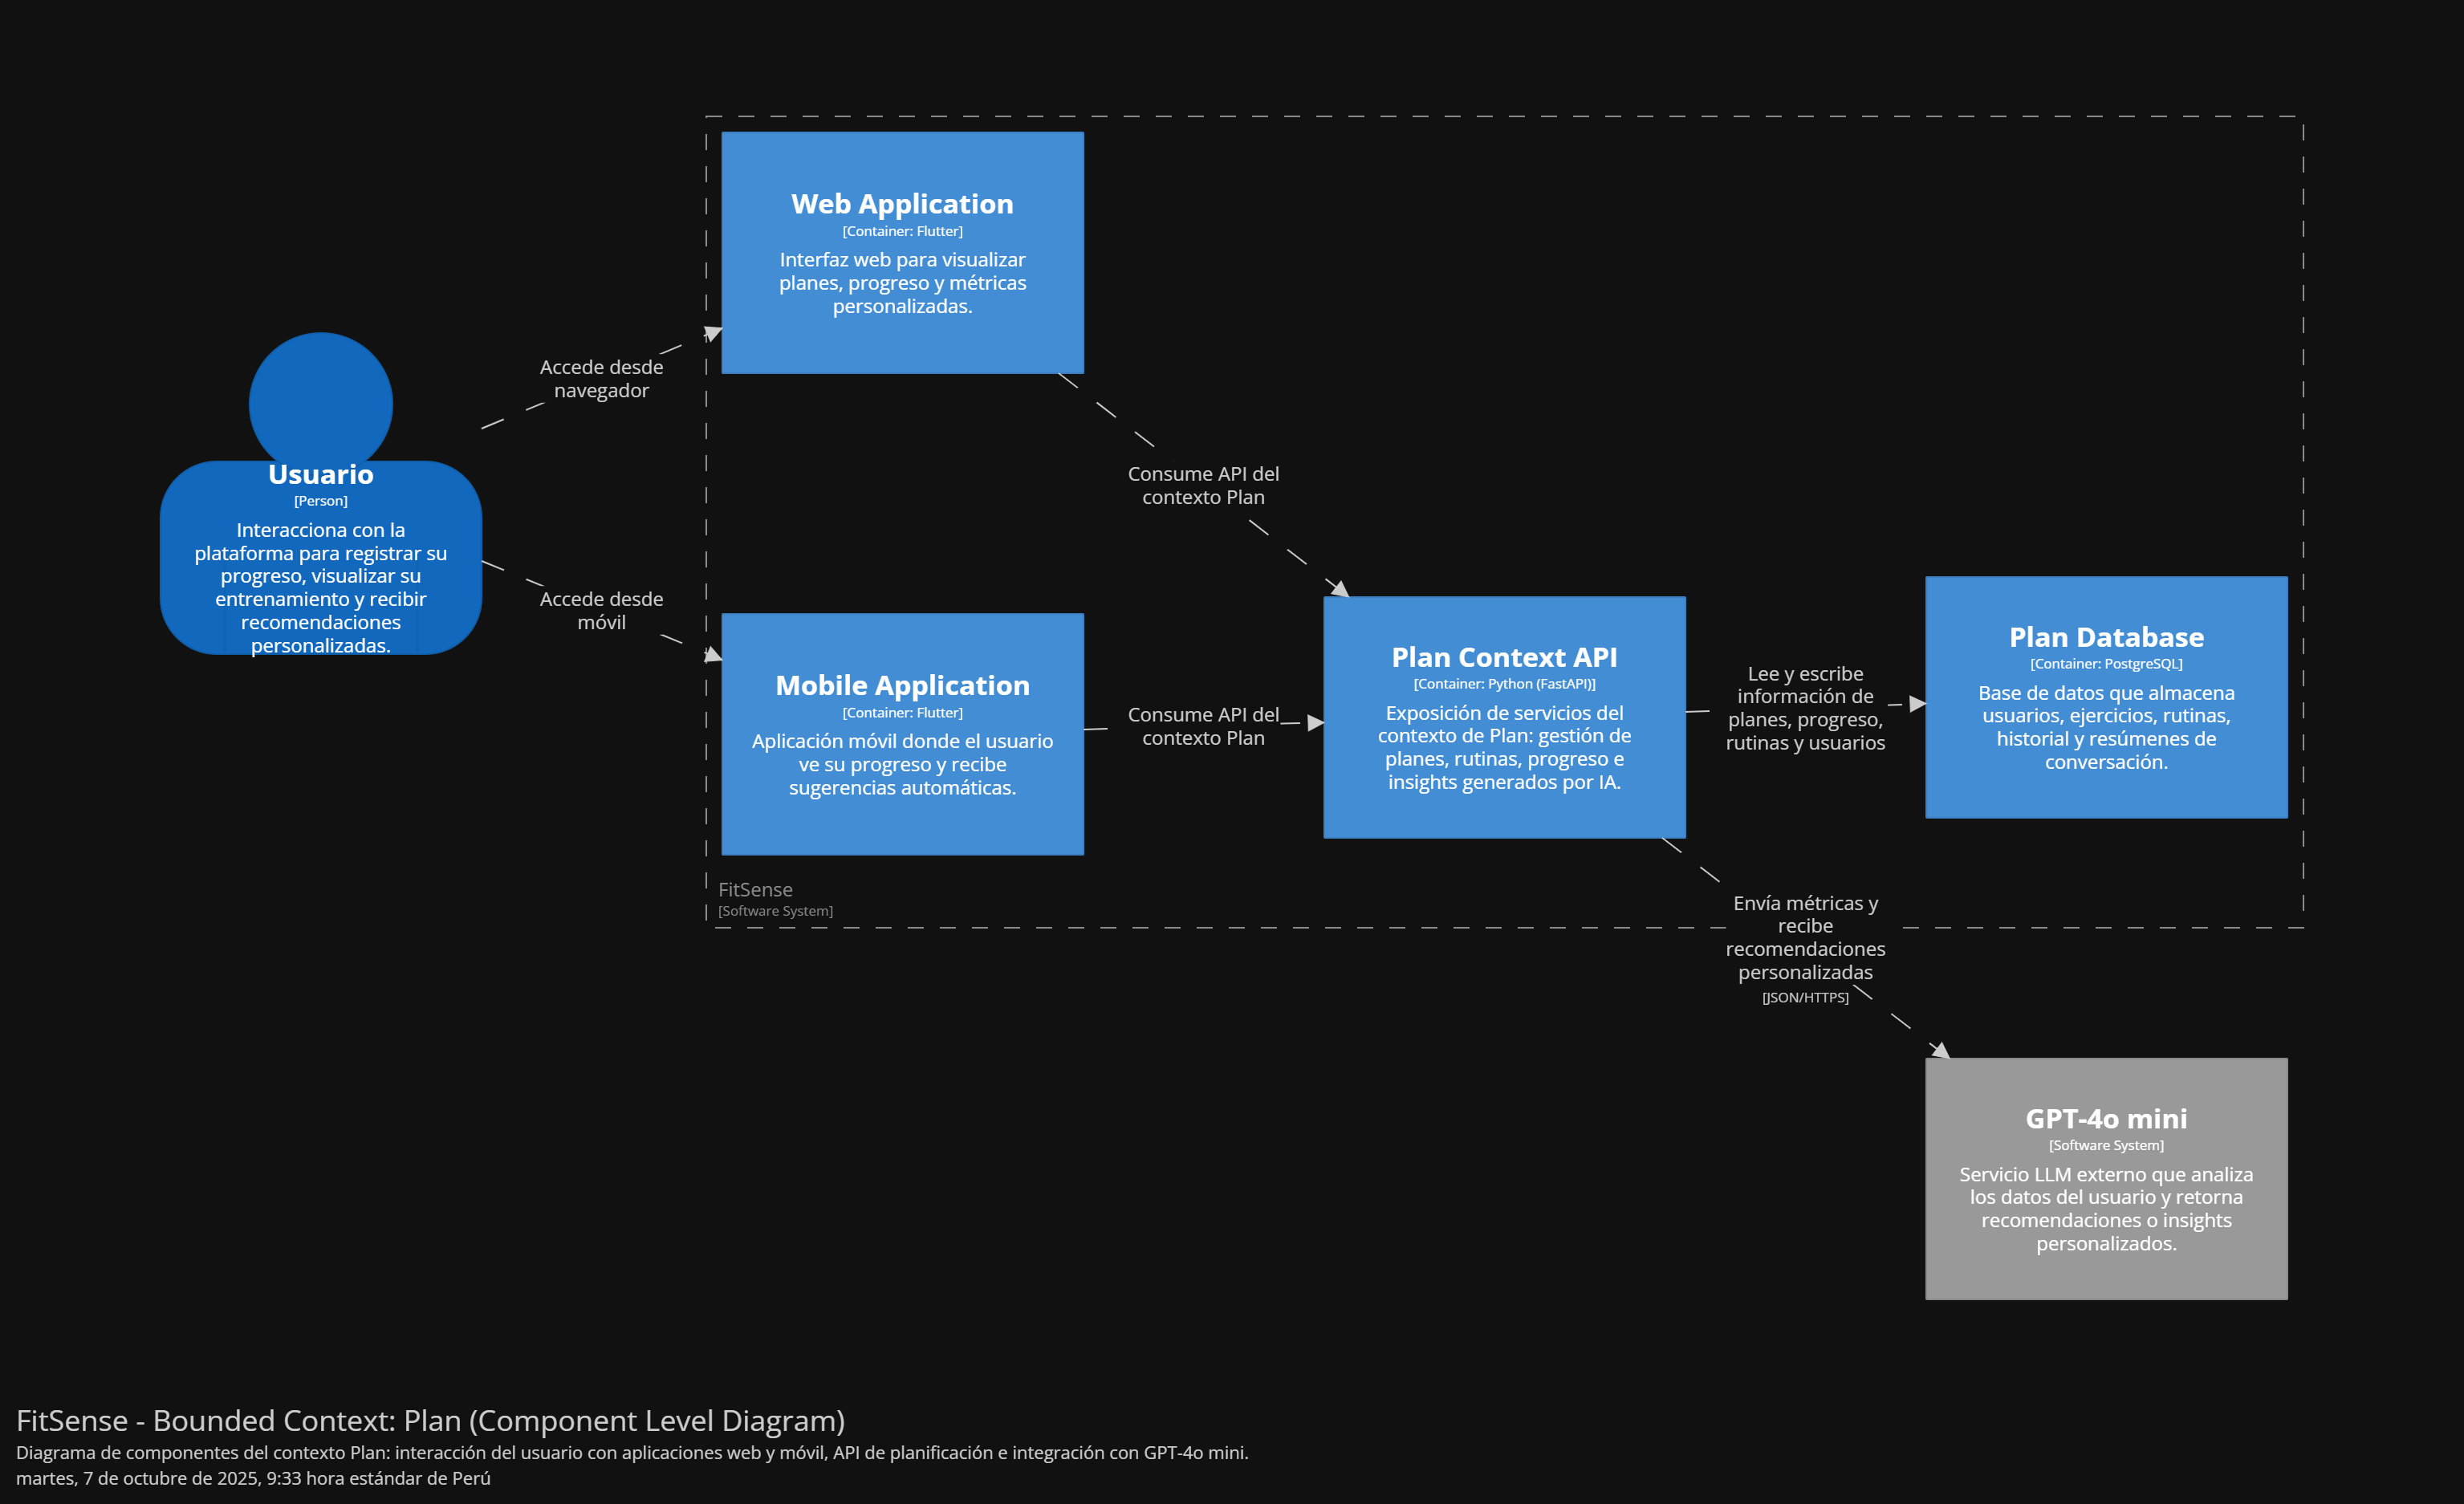 Web Application
[Container: Flutter]
Interfaz web para visualizar
planes, progreso y métricas
personalizadas.
Accede desde
navegador
Usuario
[Person]
Interacciona con la
plataforma para registrar su
progreso, visualizar su
entrenamiento y recibir
recomendaciones
personalizadas.
Consume API del
contexto Plan
Accede desde
móvil
Mobile Application
[Container: Flutter]
Aplicación móvil donde el usuario
ve su progreso y recibe
sugerencias automáticas.
Consume API del
contexto Plan
Plan Context API
[Container: Python (FastAPI)]
Exposición de servicios del
contexto de Plan: gestión de
planes, rutinas, progreso e
insights generados por IA.
Lee y escribe
información de
planes, progreso,
rutinas y usuarios
Plan Database
[Container: PostgreSQL]
Base de datos que almacena
usuarios, ejercicios, rutinas,
historial y resúmenes de
conversación.
FitSense
[Software System]
Envía métricas y
recibe
recomendaciones
personalizadas
[JSON/HTTPS]
GPT-4o mini
[Software System]
Servicio LLM externo que analiza
los datos del usuario y retorna
recomendaciones o insights
personalizados.
FitSense - Bounded Context: Plan (Component Level Diagram)
Diagrama de componentes del contexto Plan: interacción del usuario con aplicaciones web y móvil, API de planificación e integración con GPT-4o mini.
martes, 7 de octubre de 2025, 9:33 hora estándar de Perú